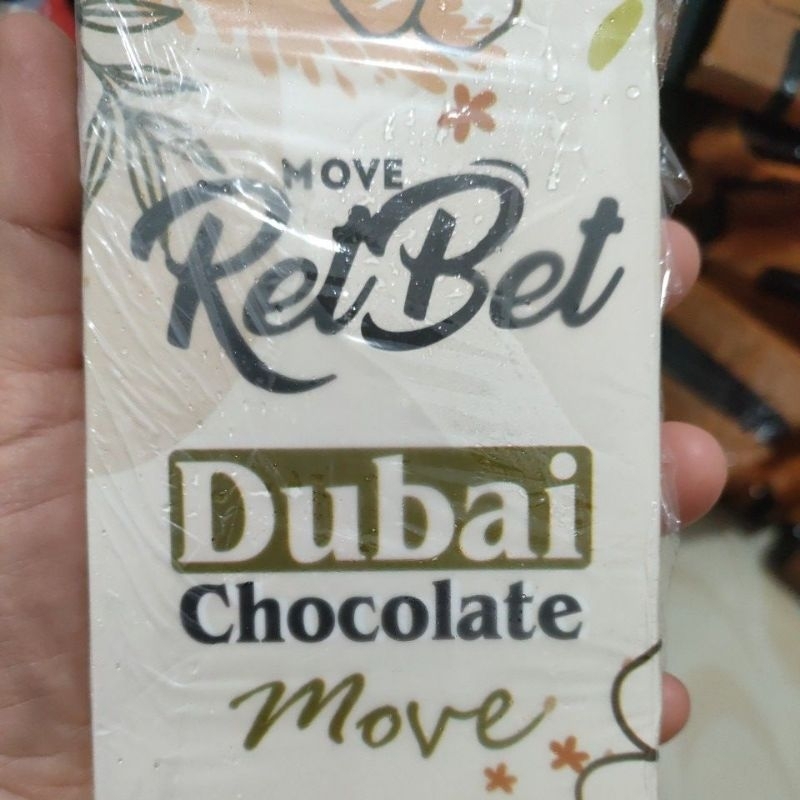 MOVE
RetBet
Dubai
Chocolate
Move